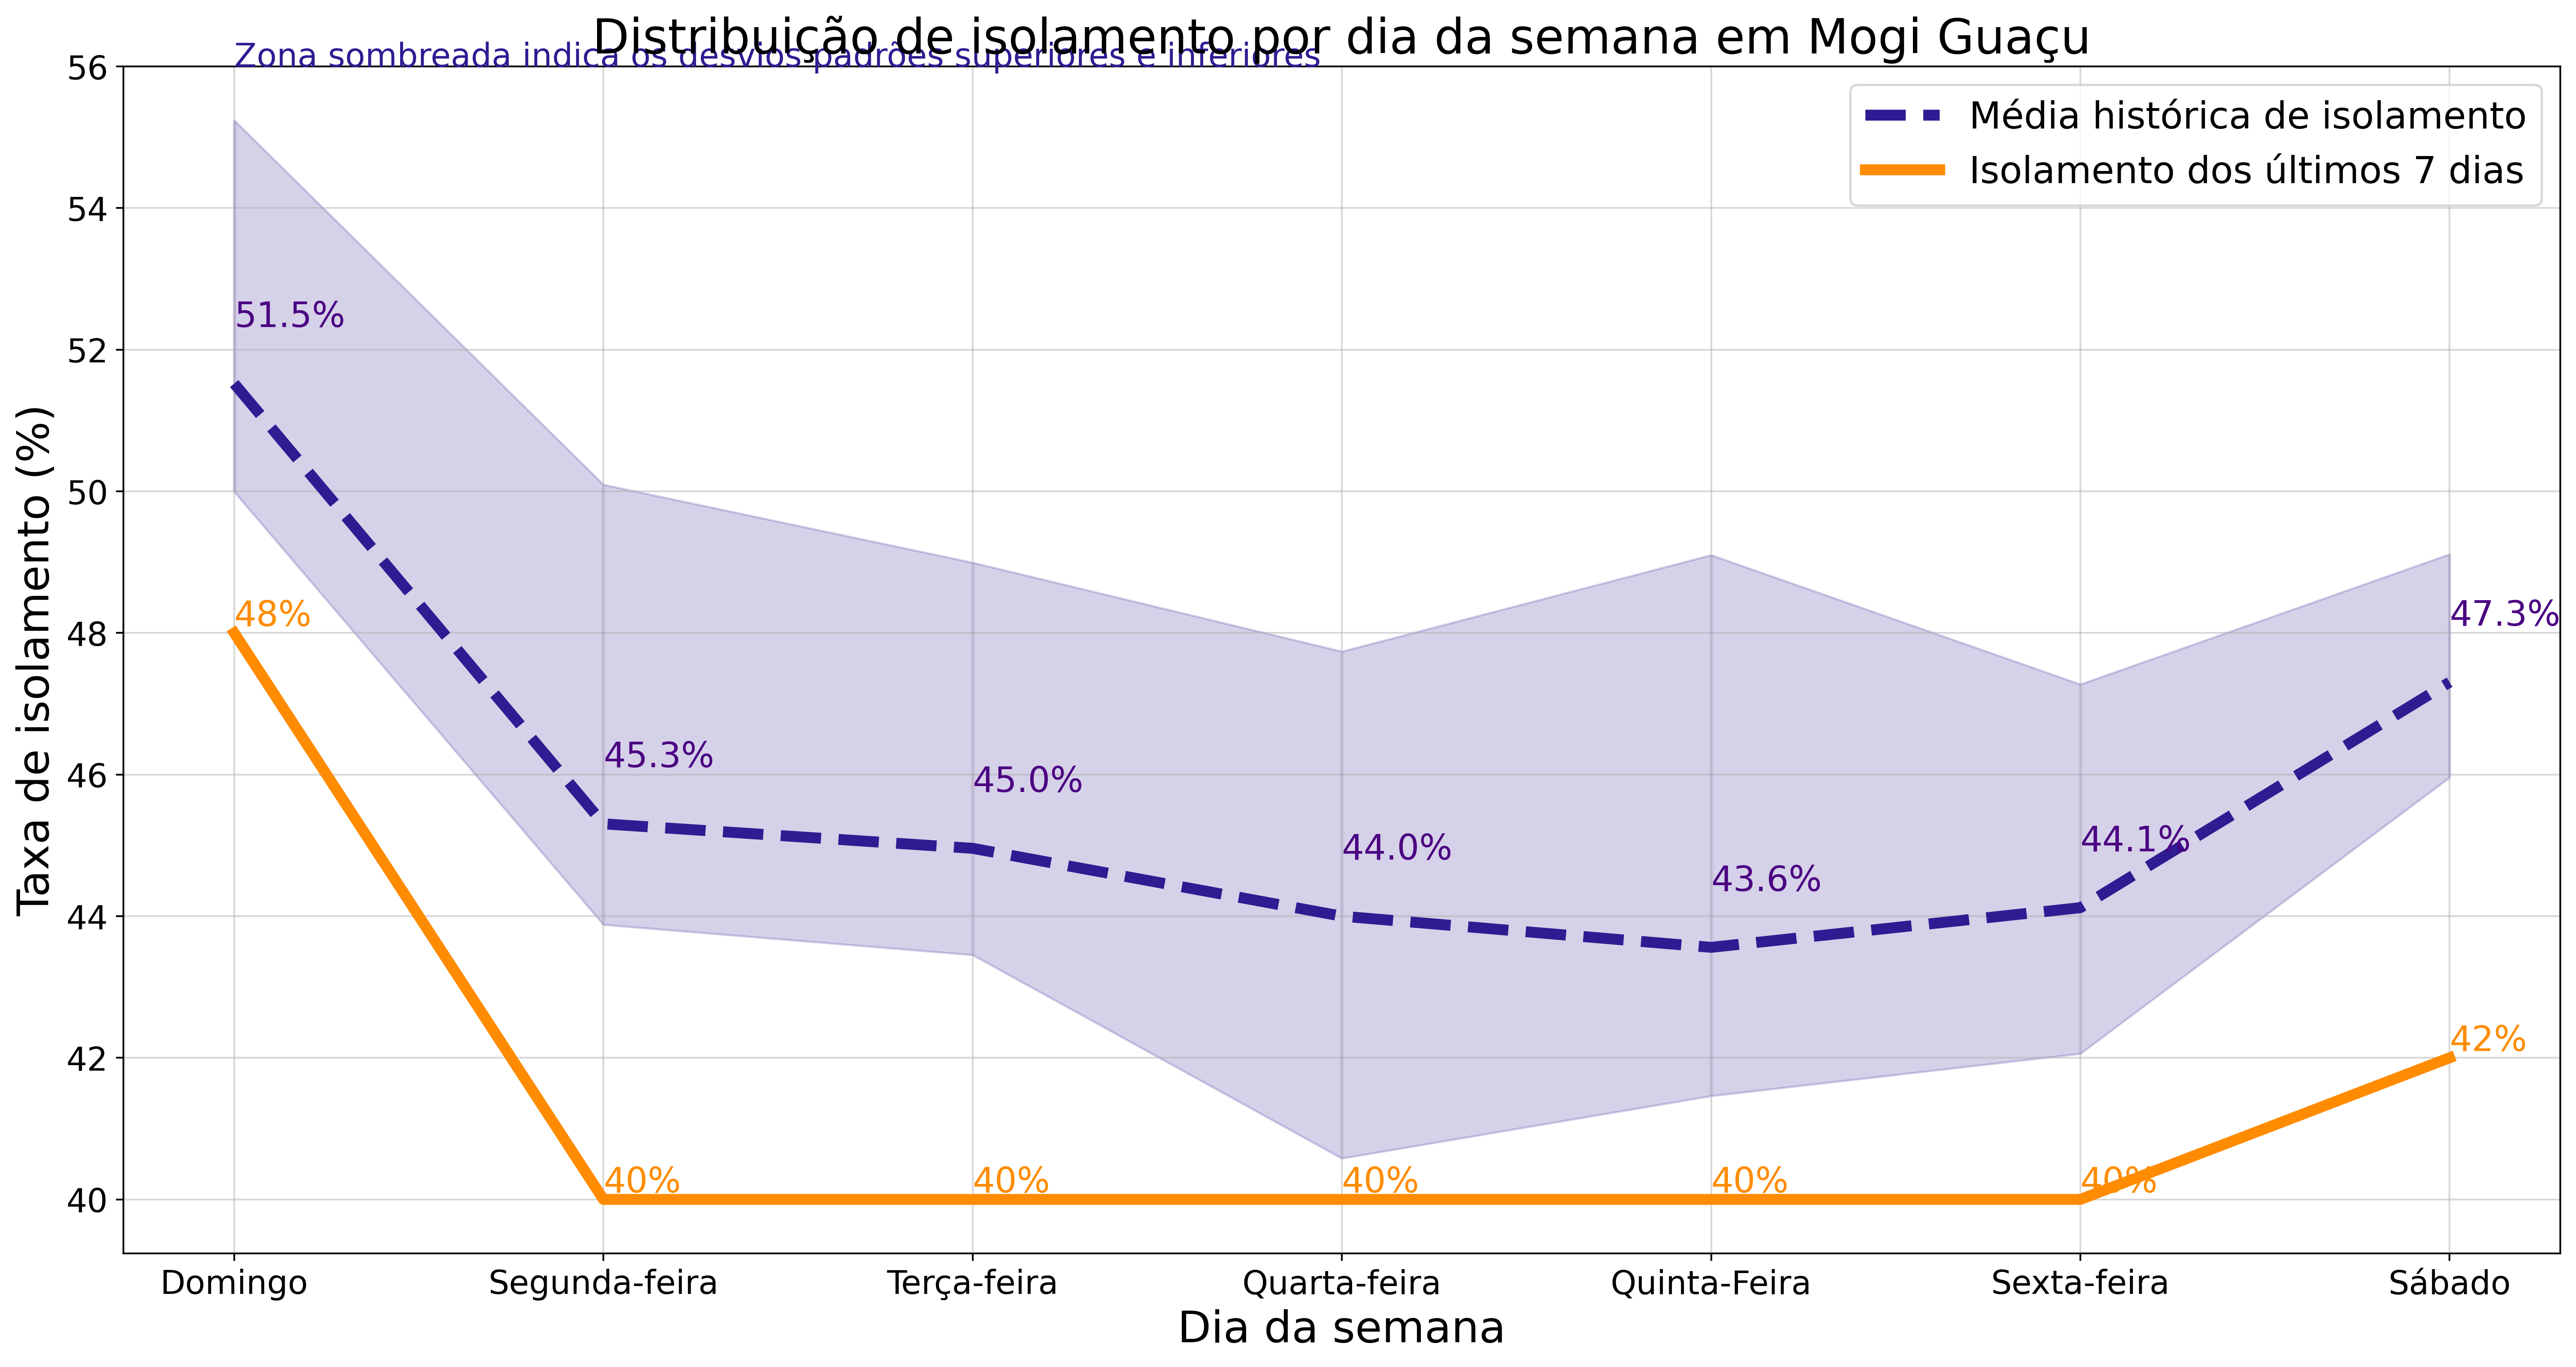 Distribuição de isolamento por dia da semana em Mogi Guaçu
Zona sombreada indica os desvios padrões superiores e inferiores
Média histórica de isolamento
Isolamento dos últimos 7 dias
Taxa de isolamento (%)
56
54
52
50
48
46
44
42
40
51.5%
45.3%
45.0%
44.0%
43.6%
44.1%
47.3%
48%
40%
40%
40%
40%
40%
42%
Domingo
Segunda-feira
Terça-feira
Quarta-feira
Quinta-Feira
Sexta-feira
Sábado
Dia da semana